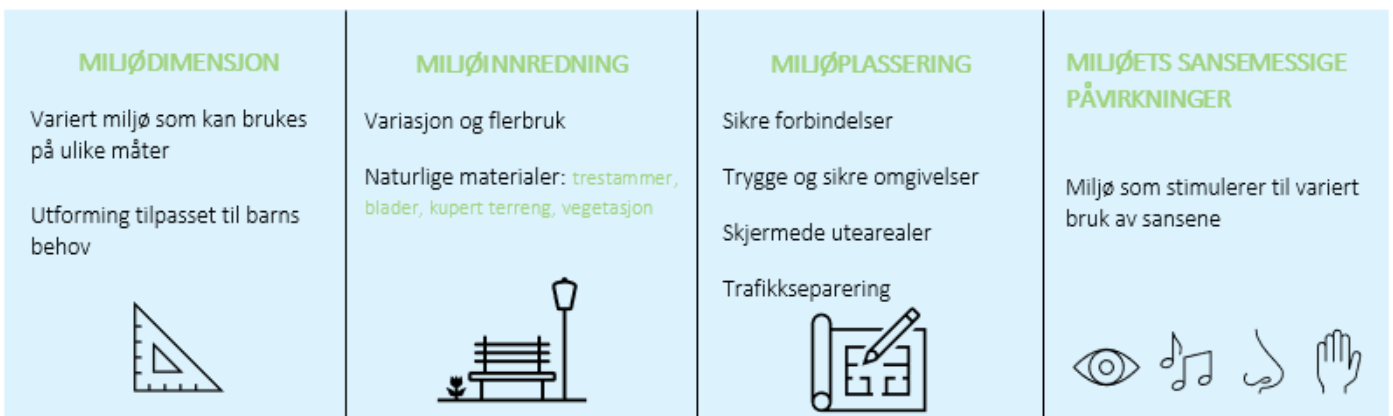 MILJØDIMENSJON
Variert miljø som kan brukes
på ulike måter
Utforming tilpasset til barns
behov
MILJØINNREDNING
Variasjon og flerbruk
Naturlige materialer: trestammer,
blader, kupert terreng, vegetasjon
MILJØPLASSERING
Sikre forbindelser
Trygge og sikre omgivelser
Skjermede utearealer
Trafikkseparering
MILJØETS SANSEMESSIGE
PÅVIRKNINGER
Miljø som stimulerer til variert
bruk av sansene